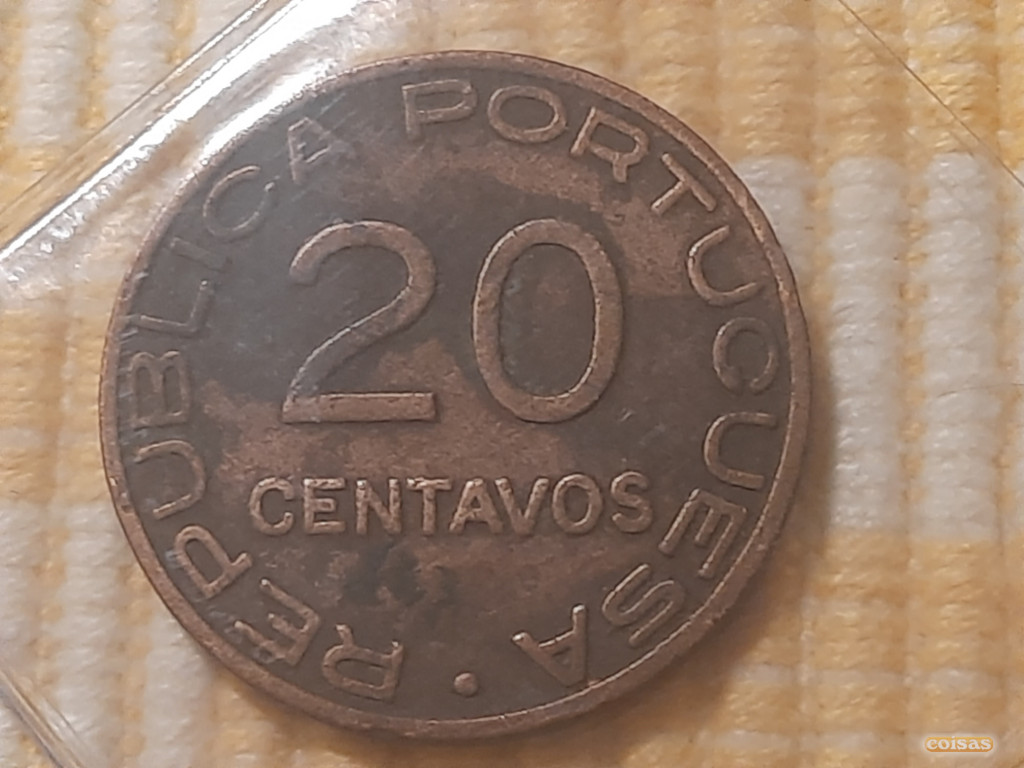 REPUBLICA PORTUGUESA
20
CENTAVOS
coisas